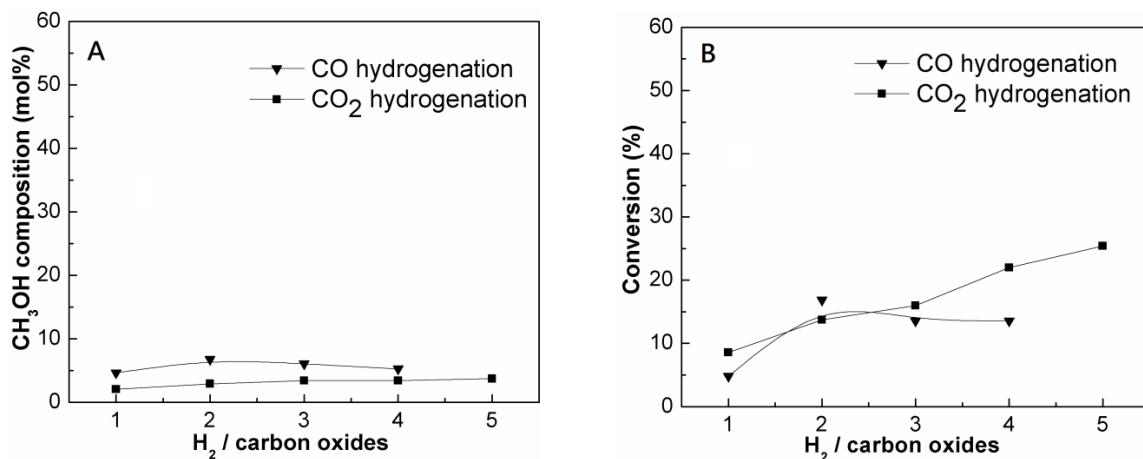 A
CO hydrogenation
CO2 hydrogenation
CH3OH composition (mol%)
60
50
40
30
20
10
0
1 2 3 4 5
H2 / carbon oxides
B
CO hydrogenation
CO2 hydrogenation
Conversion (%)
60
50
40
30
20
10
0
1 2 3 4 5
H2 / carbon oxides